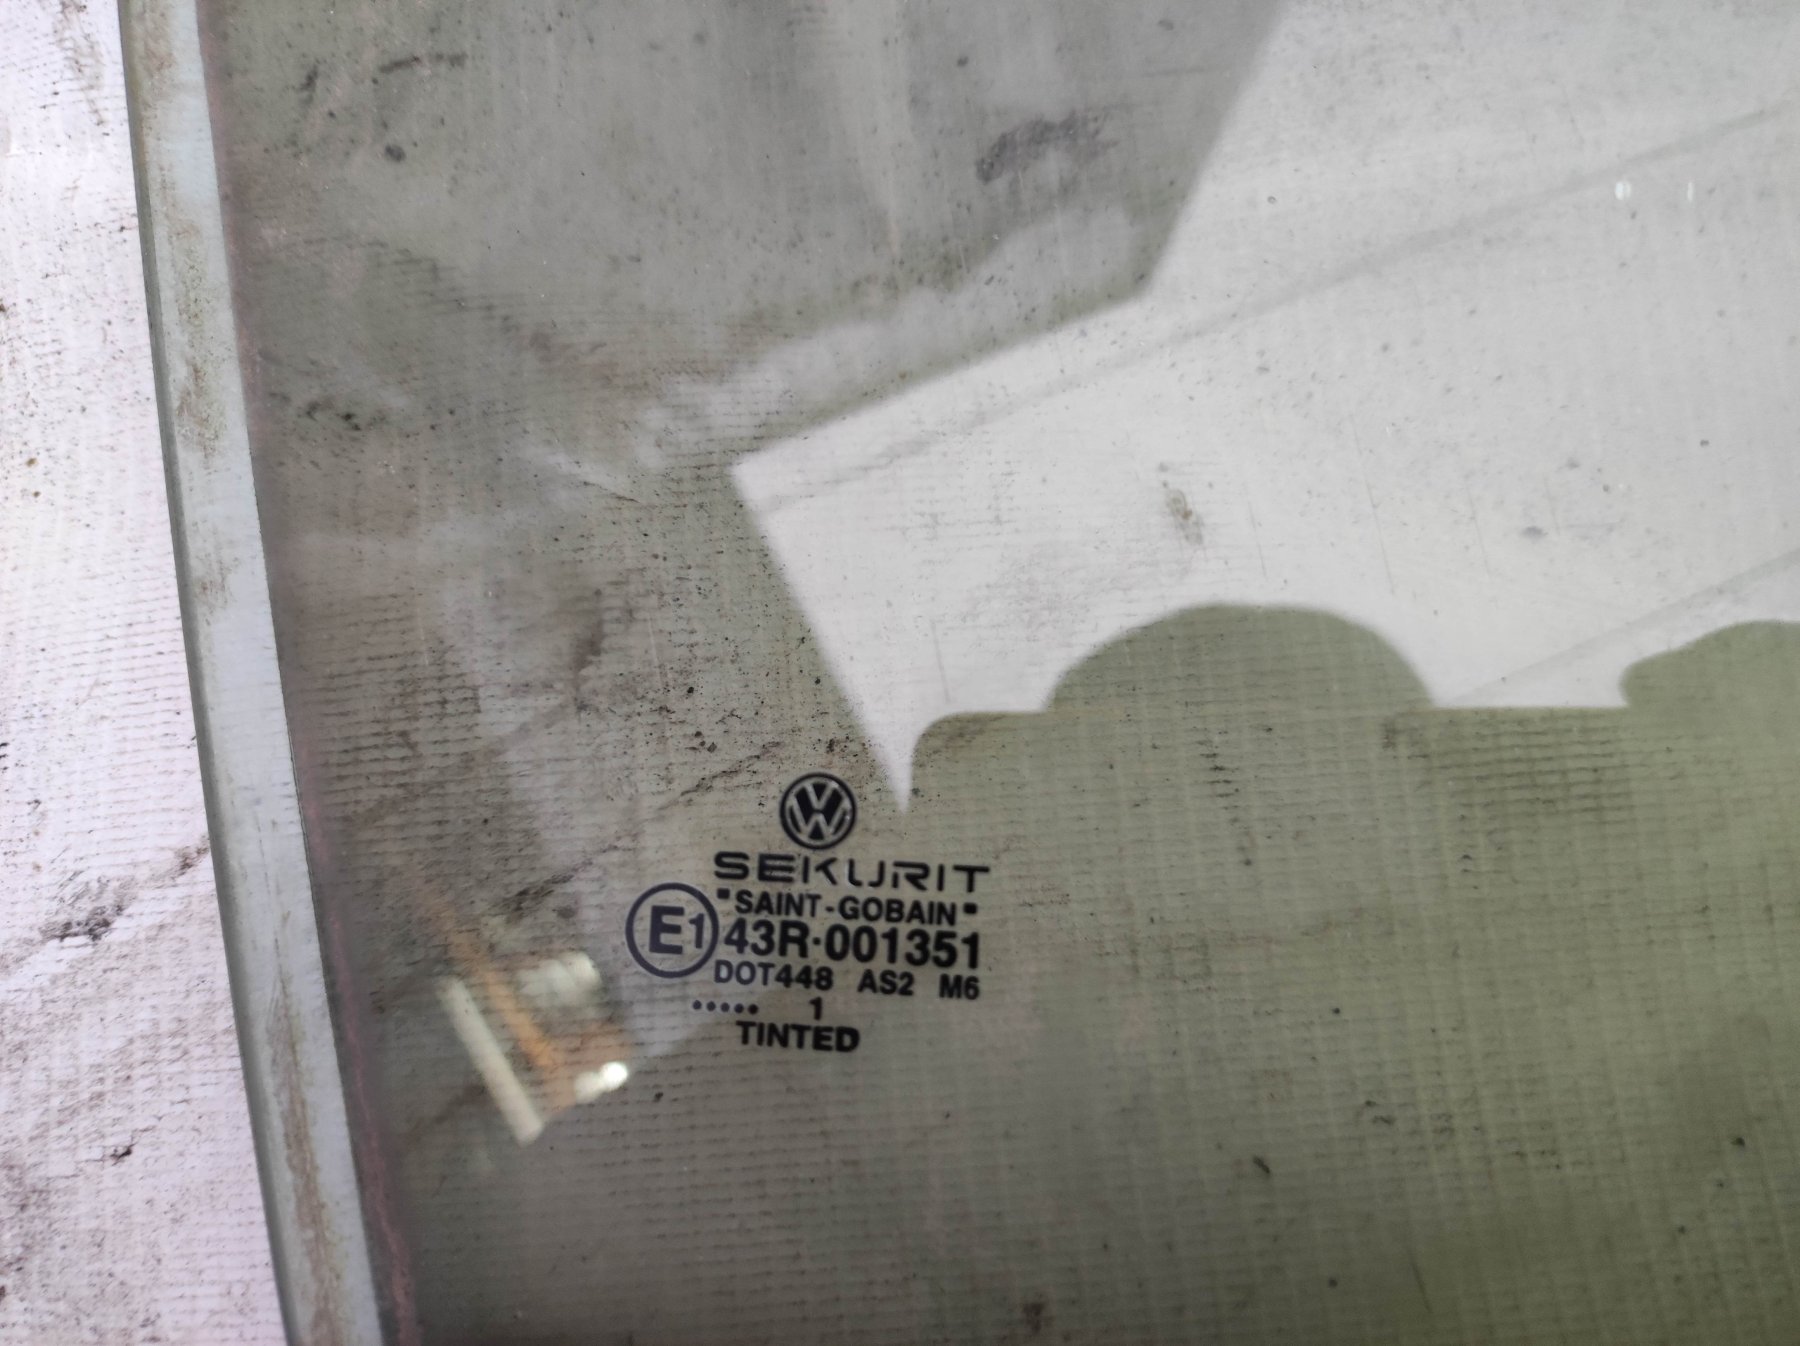 SEKURIT
"SAINT-GOBAIN"
E1 43R·001351
DOT448 AS2 M6
..... 1
TINTED